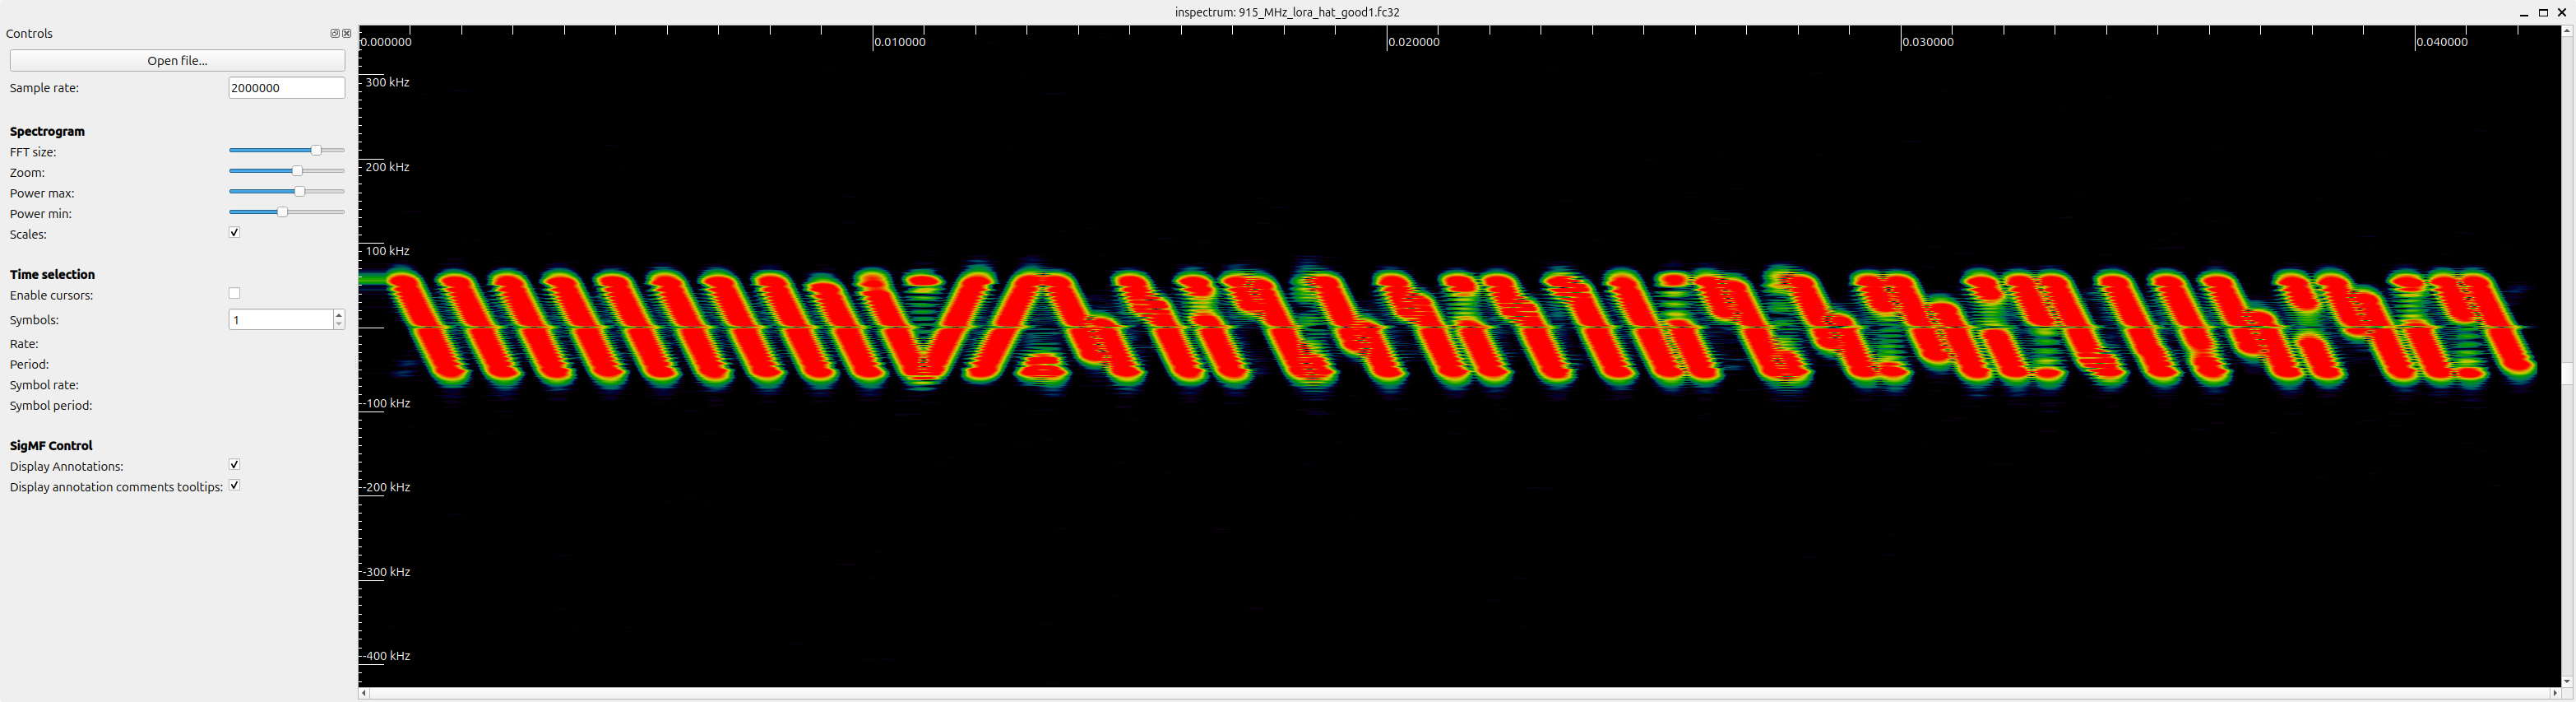 inspectrum: 915_MHz_lora_hat_good1.fc32
Controls
Open file...
Sample rate: 2000000
Spectrogram
FFT size:
Zoom:
Power max:
Power min:
Scales:
Time selection
Enable cursors:
Symbols: 1
Rate:
Period:
Symbol rate:
Symbol period:
SigMF Control
Display Annotations:
Display annotation comments tooltips:
0.000000 0.010000 0.020000 0.030000 0.040000
300 kHz
200 kHz
100 kHz
-100 kHz
-200 kHz
-300 kHz
-400 kHz